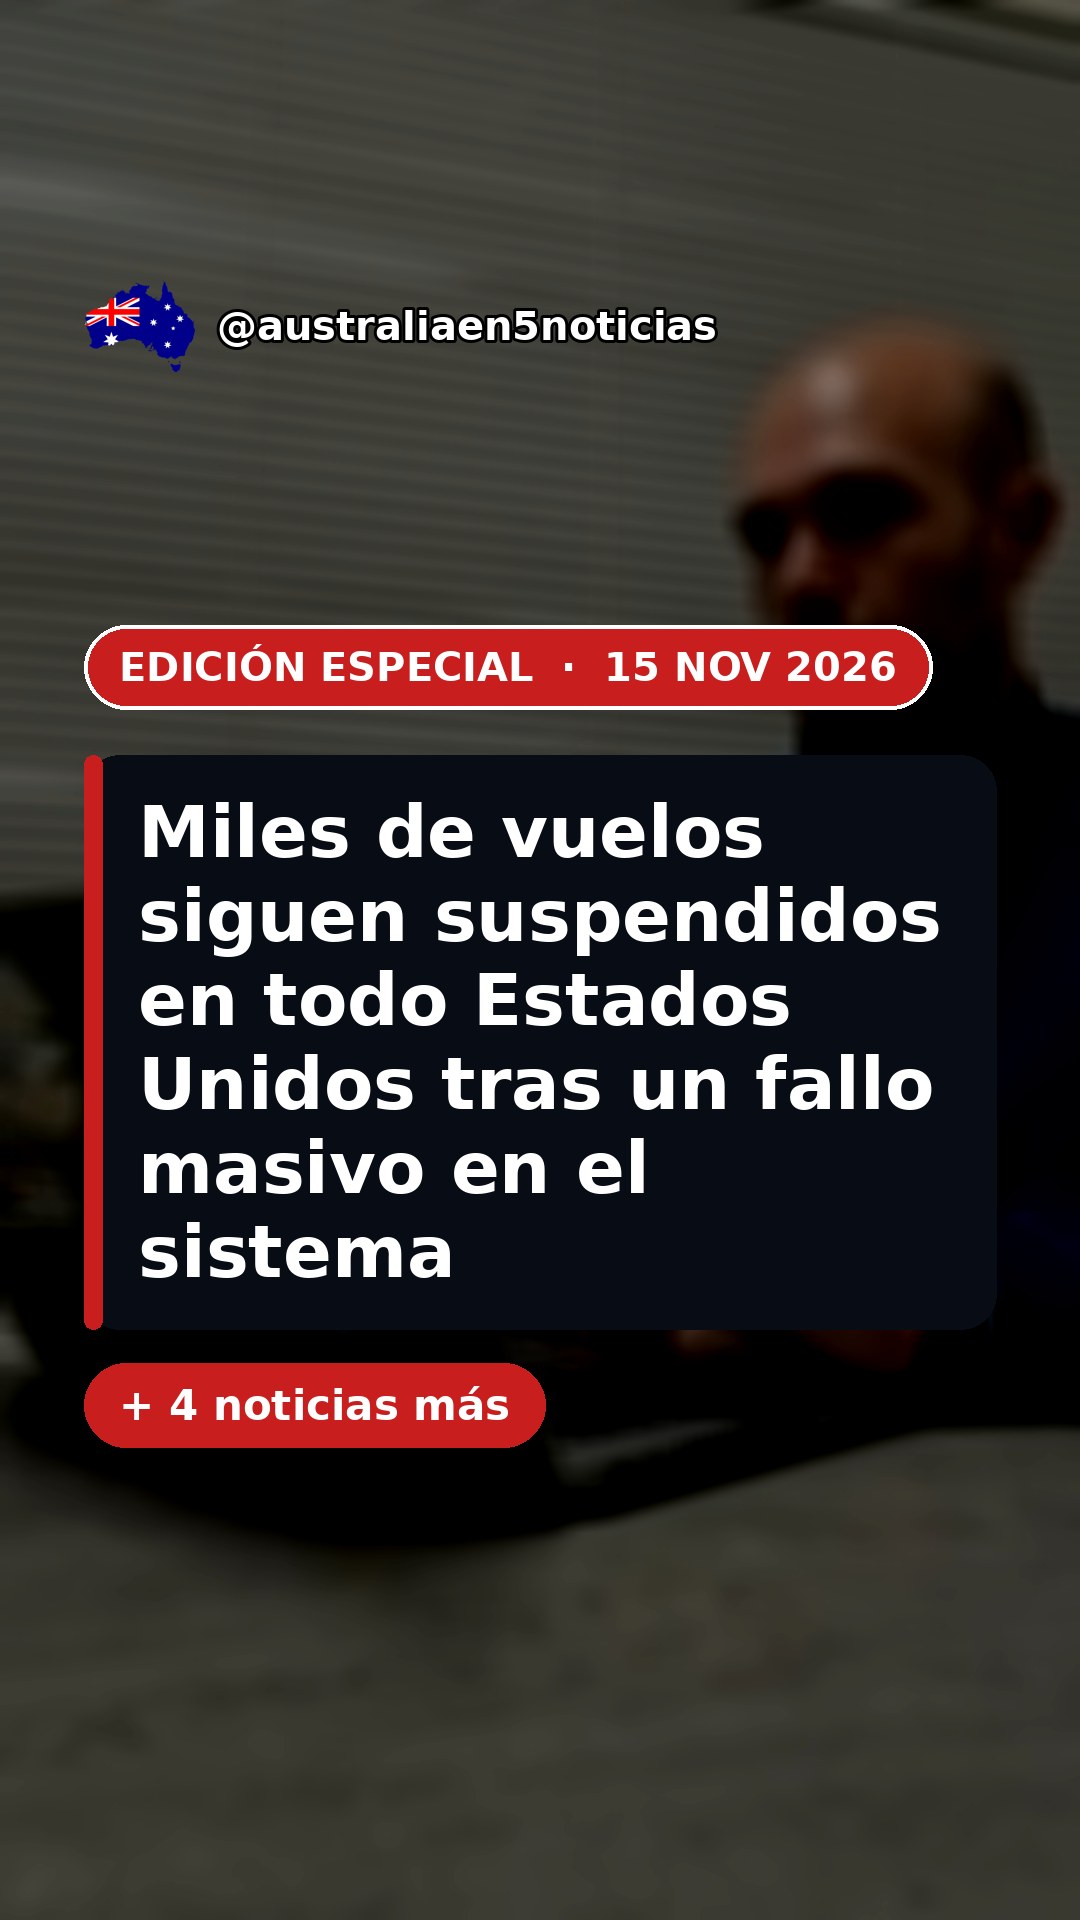 @australiaen5noticias
EDICIÓN ESPECIAL · 15 NOV 2026
Miles de vuelos
siguen suspendidos
en todo Estados
Unidos tras un fallo
masivo en el
sistema
+ 4 noticias más